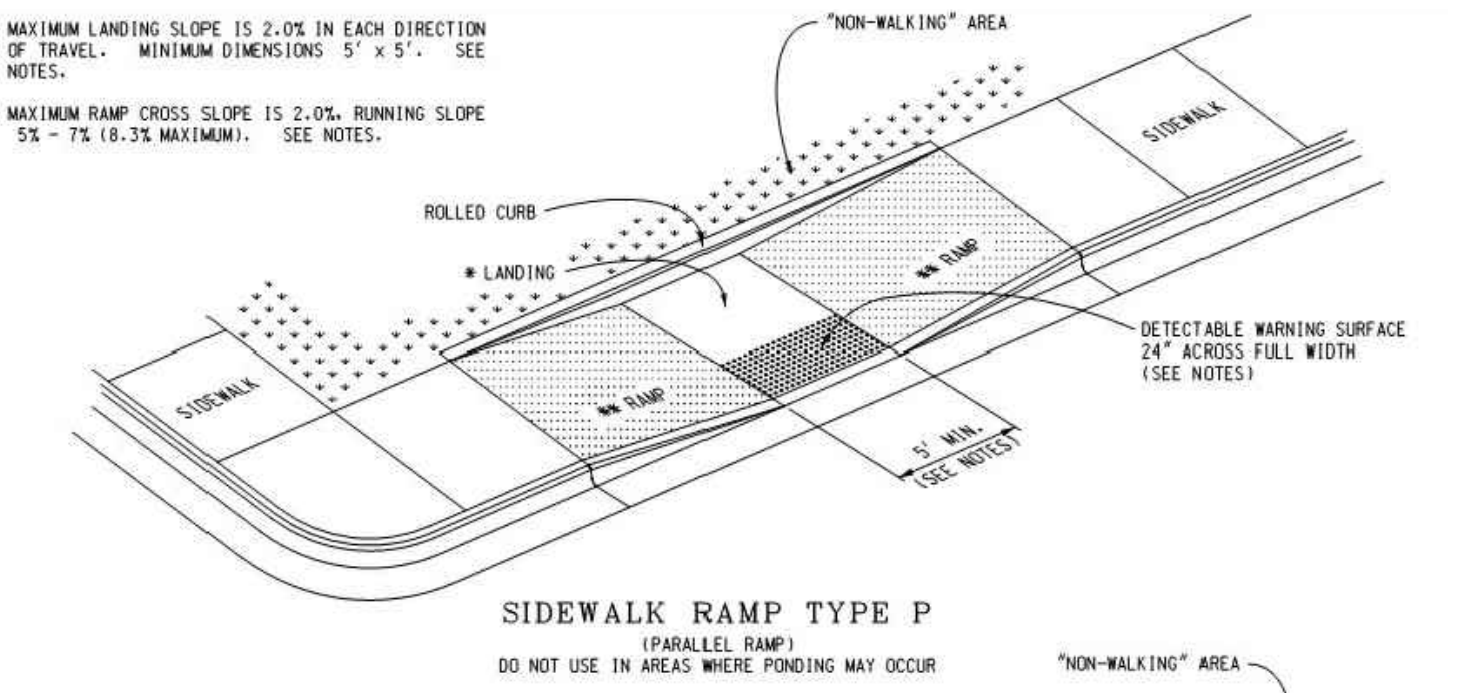 MAXIMUM LANDING SLOPE IS 2.0% IN EACH DIRECTION
OF TRAVEL. MINIMUM DIMENSIONS 5' x 5'. SEE
NOTES.
MAXIMUM RAMP CROSS SLOPE IS 2.0%. RUNNING SLOPE
5% - 7% (8.3% MAXIMUM). SEE NOTES.
"NON-WALKING" AREA
SIDEWALK
ROLLED CURB
* LANDING
** RAMP
DETECTABLE WARNING SURFACE
24" ACROSS FULL WIDTH
(SEE NOTES)
SIDEWALK
** RAMP
5' MIN.
(SEE NOTES)
SIDEWALK RAMP TYPE P
(PARALLEL RAMP)
DO NOT USE IN AREAS WHERE PONDING MAY OCCUR
"NON-WALKING" AREA